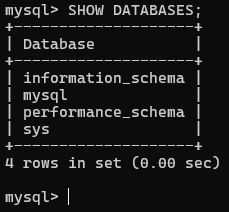 mysql> SHOW DATABASES;
+--------------------+
| Database           |
+--------------------+
| information_schema |
| mysql              |
| performance_schema |
| sys                |
+--------------------+
4 rows in set (0.00 sec)
mysql>